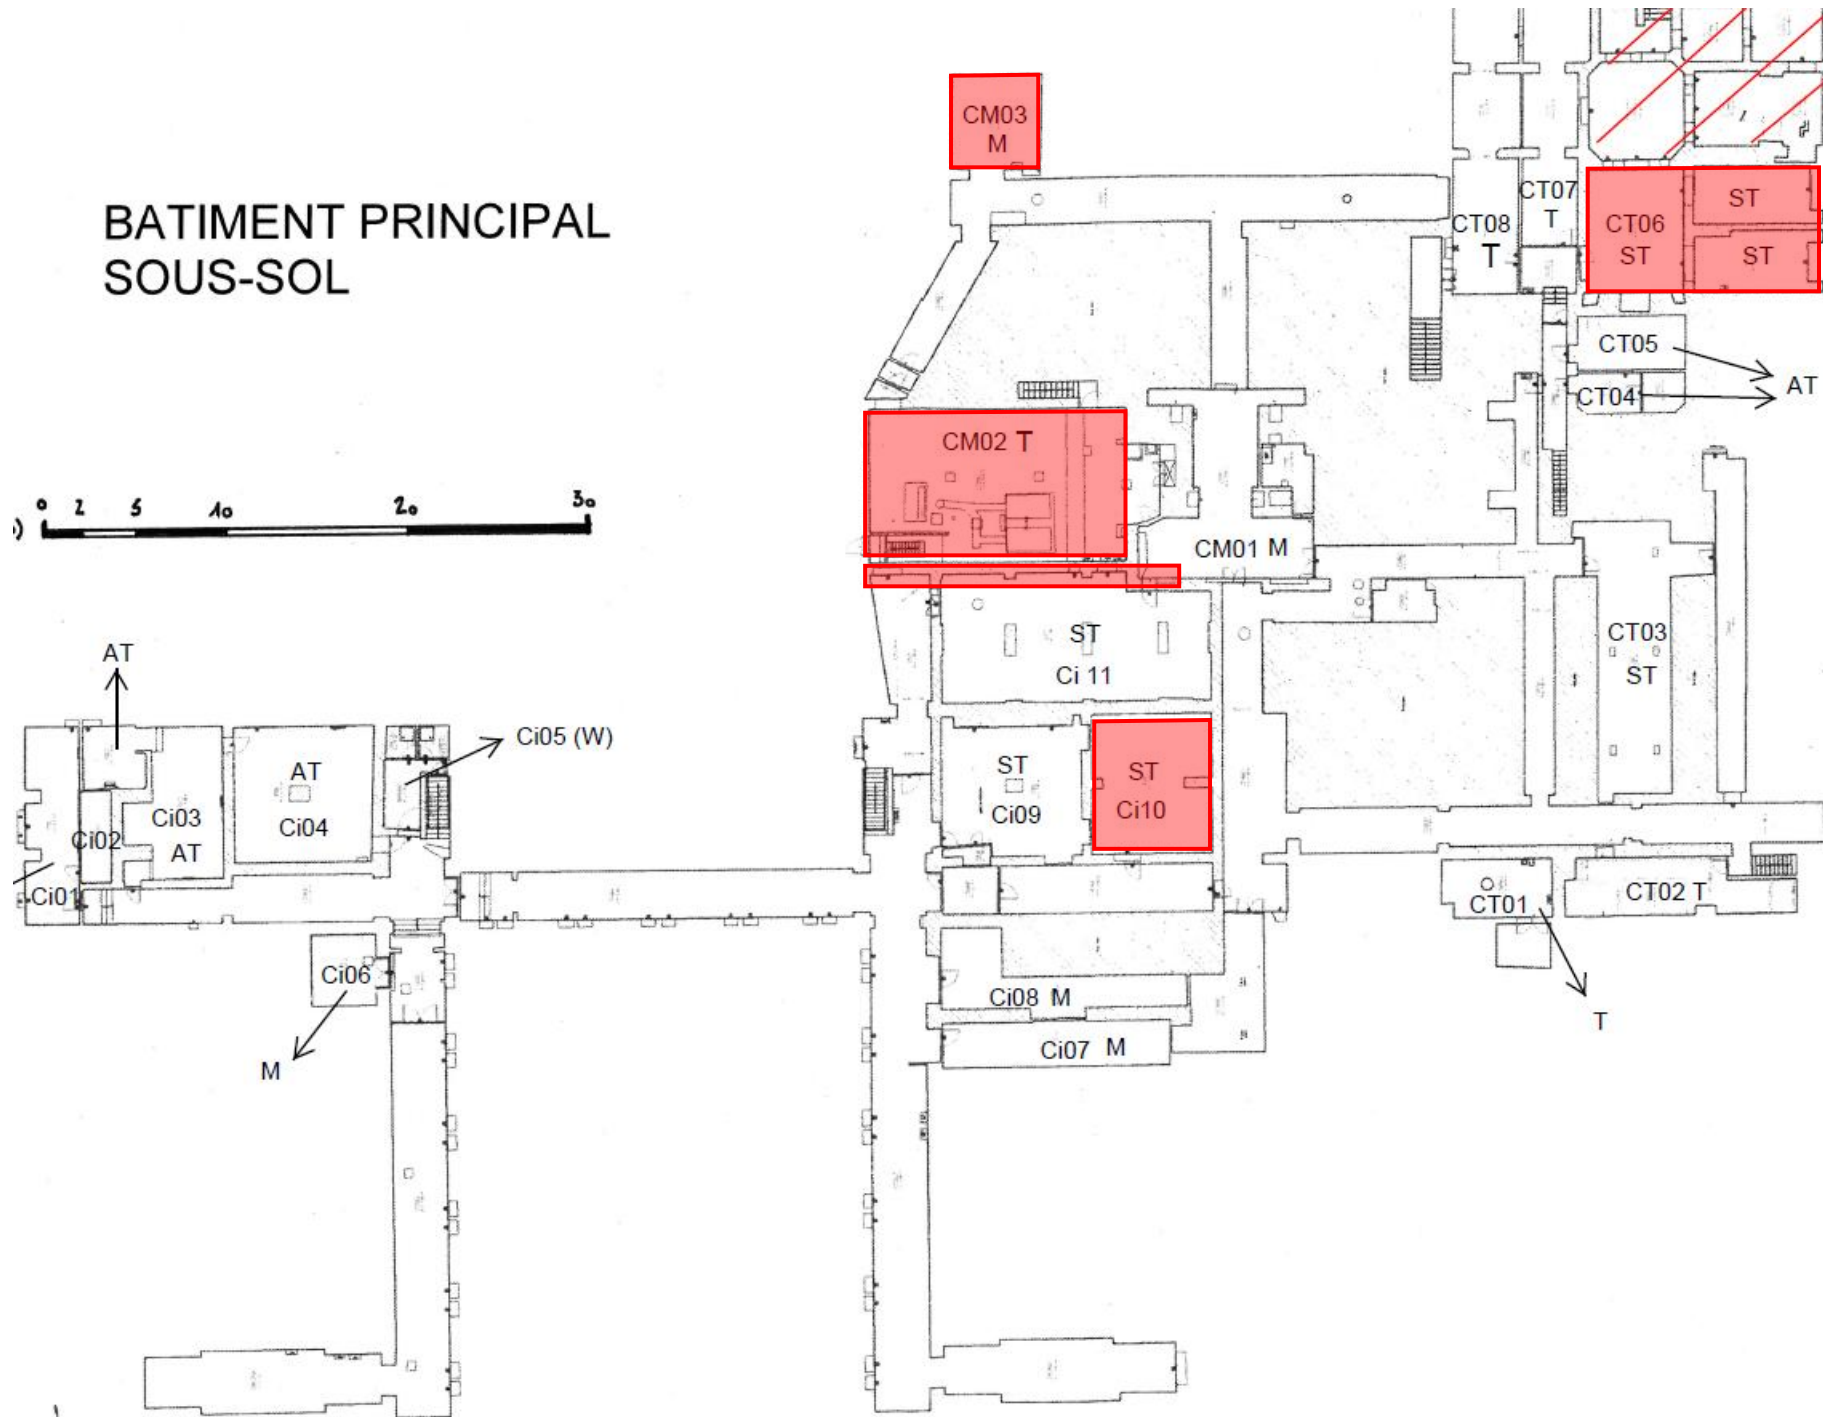 BATIMENT PRINCIPAL
SOUS-SOL
0 2 5 10 20 30
CM03
M
CT08
T
CT07
T
CT06
ST
ST
ST
CT05
AT
CT04
CM02 T
CM01 M
ST
Ci 11
CT03
ST
AT
Ci05 (W)
AT
Ci04
Ci03
AT
Ci02
Ci01
ST
Ci09
ST
Ci10
CT01
CT02 T
T
Ci06
M
Ci08 M
Ci07 M